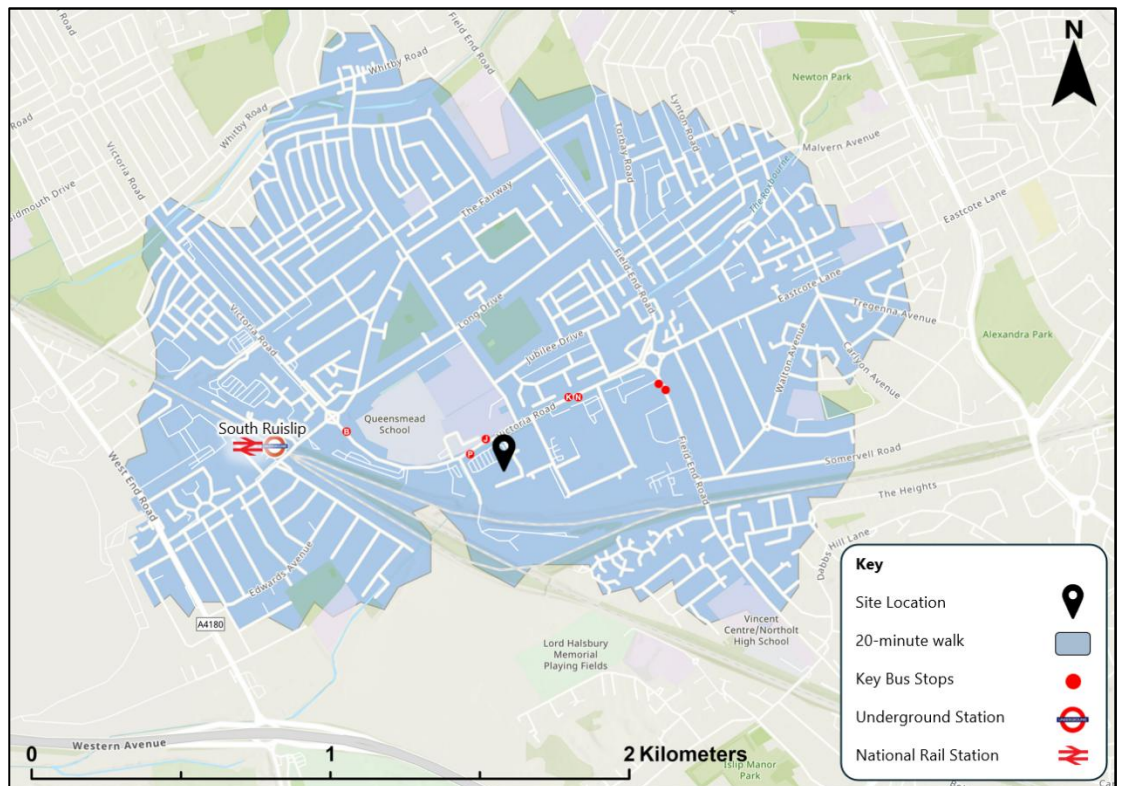 Whitby Road
Field End Road
N
Newton Park
Road
Whitby Road
Lynton Road
Victoria Road
Torbay Road
Malvern Avenue
The Roxbourne
The Fairway
Eastcote Lane
Field End Road
Eastcote Lane
Victoria Road
Long Drive
Tregenna Avenue
Alexandra Park
Jubilee Drive
Walton Avenue
Carlyon Avenue
K N
Queensmead
School
Victoria Road
South Ruislip
B
J
P
Field End Road
Somervell Road
West End Road
The Heights
Dabbs Hill Lane
Edwards Avenue
A4180
Vincent
Centre/Northolt
High School
Lord Halsbury
Memorial
Playing Fields
Western Avenue
Islip Manor
Park
0 1 2 Kilometers
Key
Site Location
20-minute walk
Key Bus Stops
Underground Station
UNDERGROUND
National Rail Station